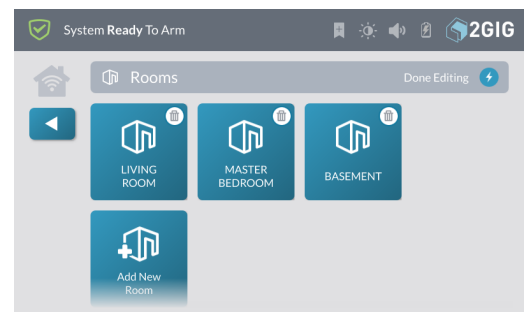 System Ready To Arm
2GIG
Rooms
Done Editing
LIVING
ROOM
MASTER
BEDROOM
BASEMENT
Add New
Room